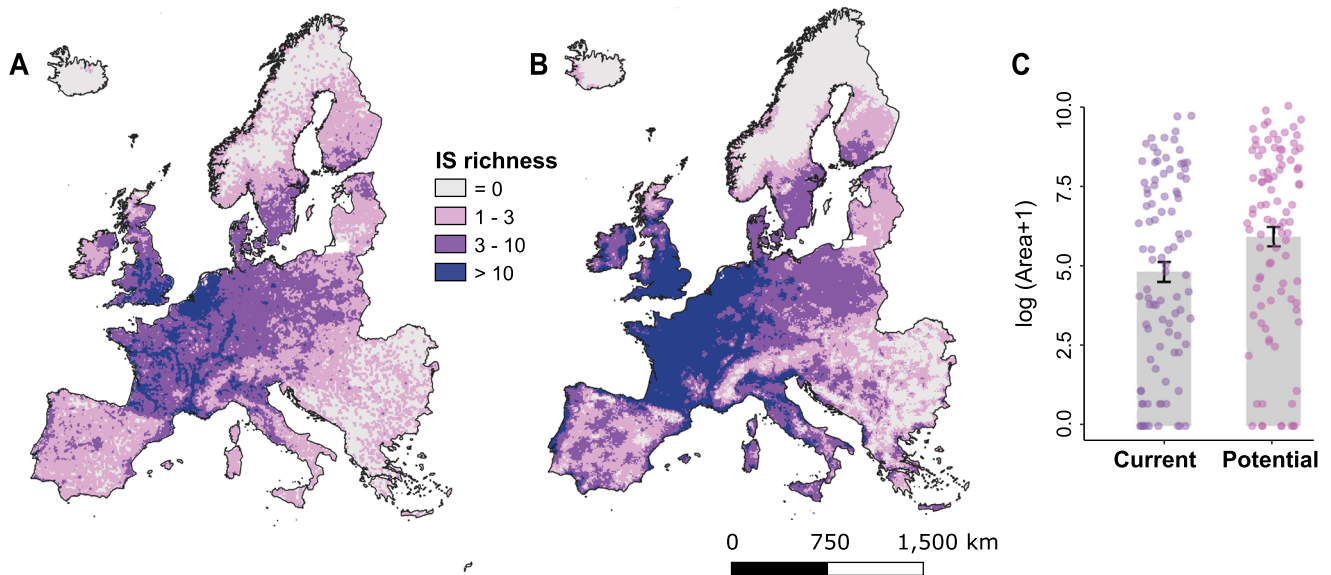 A
B
C
IS richness
= 0
1 - 3
3 - 10
> 10
0 750 1,500 km
log (Area+1)
10.0
7.5
5.0
2.5
0.0
Current Potential